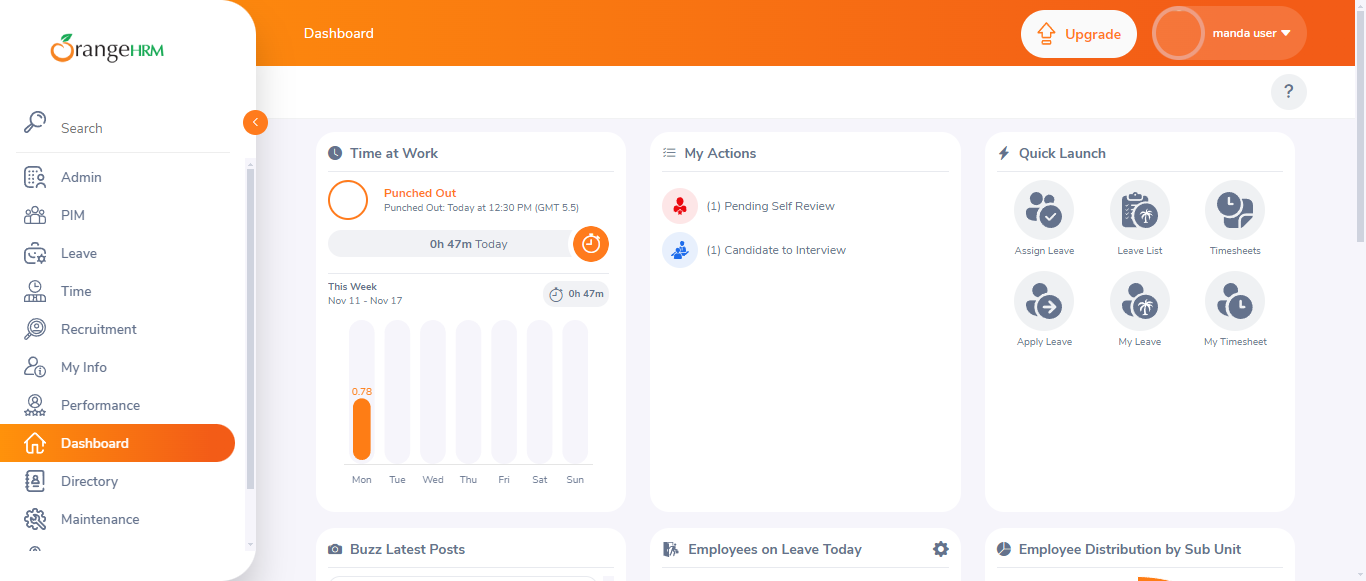 OrangeHRM
Dashboard
Upgrade
manda user
?
Search
Admin
PIM
Leave
Time
Recruitment
My Info
Performance
Dashboard
Directory
Maintenance
Time at Work
Punched Out
Punched Out: Today at 12:30 PM (GMT 5.5)
0h 47m Today
This Week
Nov 11 - Nov 17
0h 47m
0.78
Mon Tue Wed Thu Fri Sat Sun
My Actions
(1) Pending Self Review
(1) Candidate to Interview
Quick Launch
Assign Leave
Leave List
Timesheets
Apply Leave
My Leave
My Timesheet
Buzz Latest Posts
Employees on Leave Today
Employee Distribution by Sub Unit